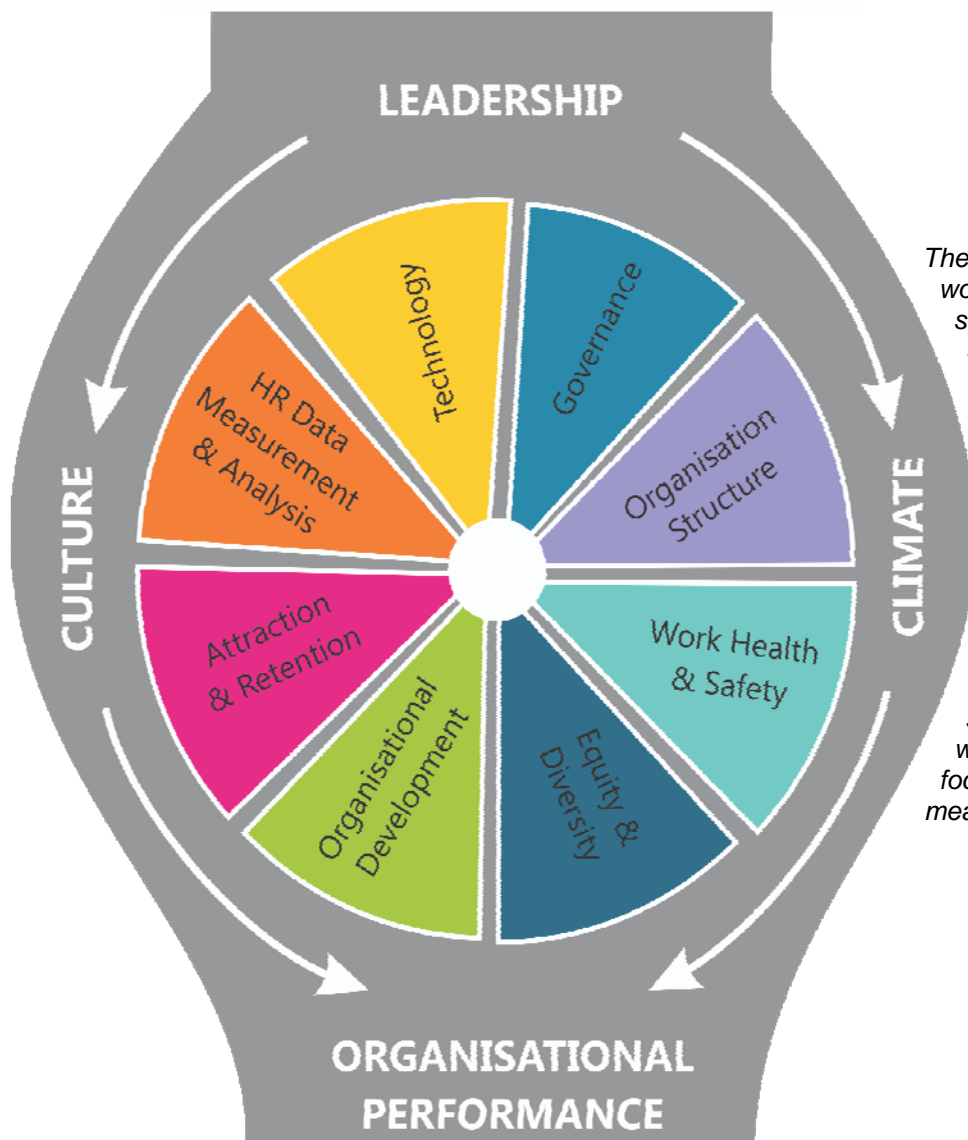 LEADERSHIP
Technology
Governance
HR Data
Measurement
& Analysis
Organisation
Structure
CULTURE
CLIMATE
Attraction
& Retention
Work Health
& Safety
Organisational
Development
Equity &
Diversity
ORGANISATIONAL
PERFORMANCE
The